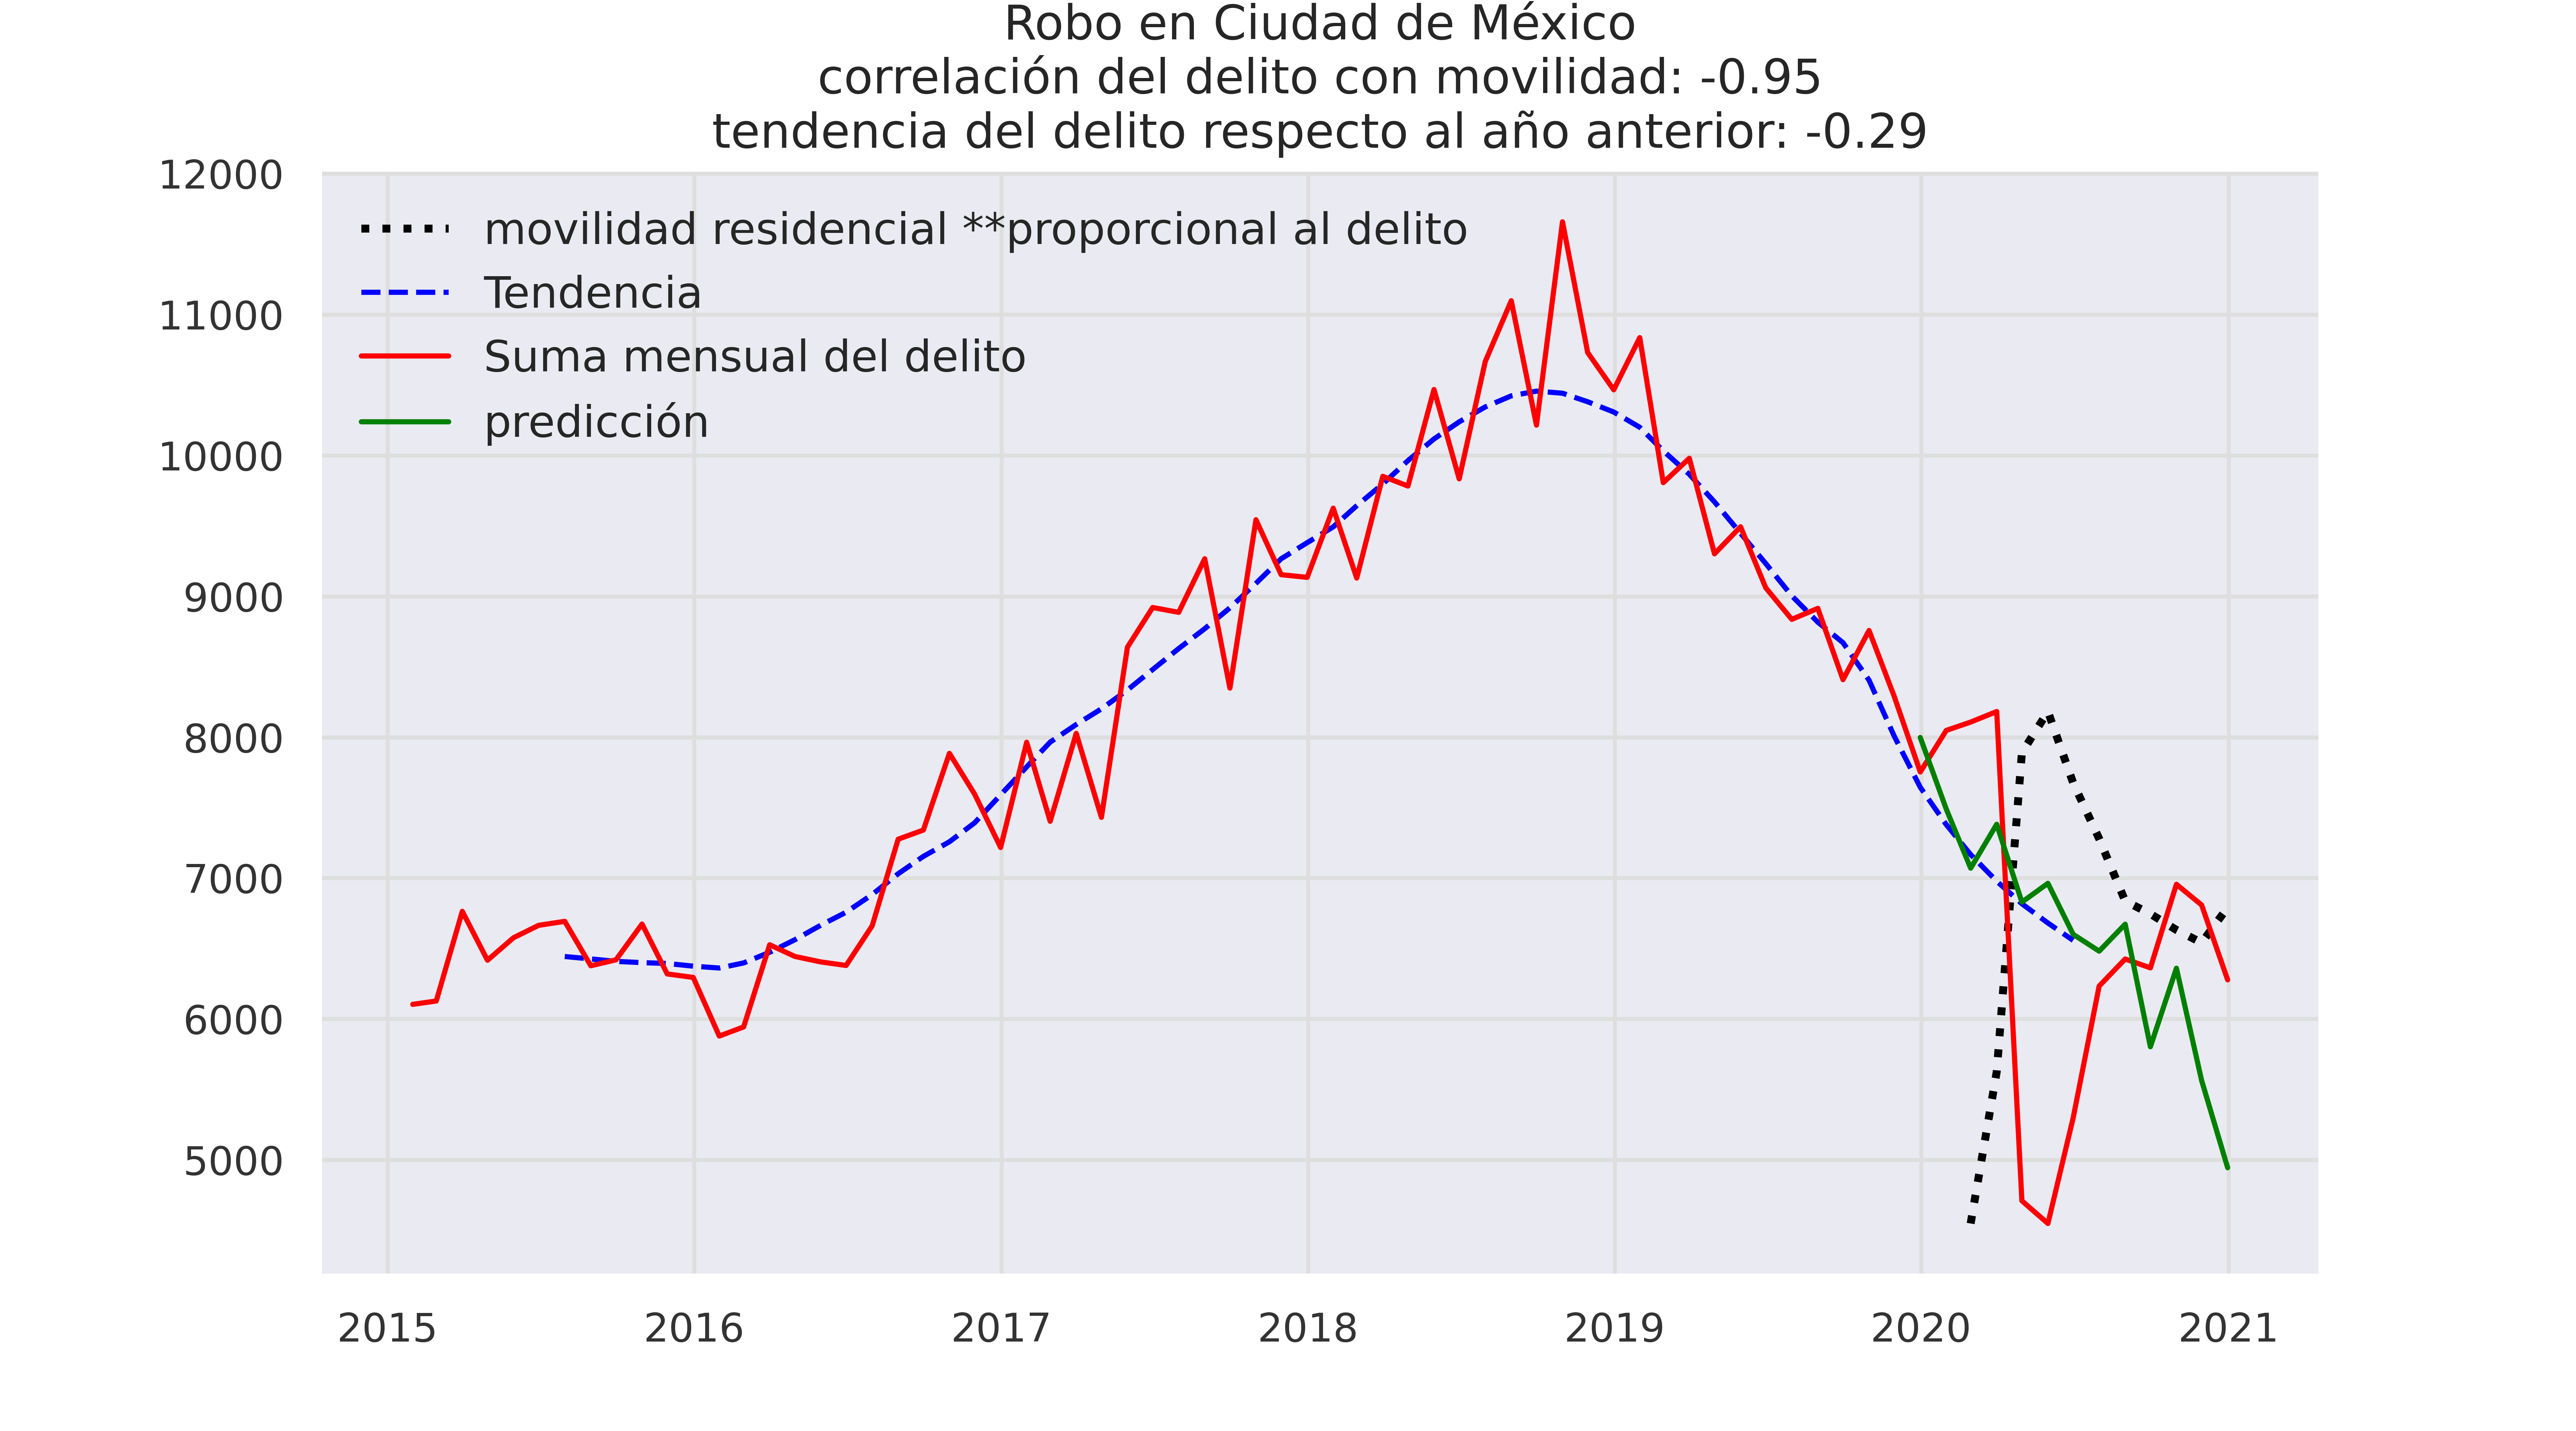 Robo en Ciudad de México
correlación del delito con movilidad: -0.95
tendencia del delito respecto al año anterior: -0.29
12000
11000
10000
9000
8000
7000
6000
5000
movilidad residencial **proporcional al delito
Tendencia
Suma mensual del delito
predicción
2015 2016 2017 2018 2019 2020 2021